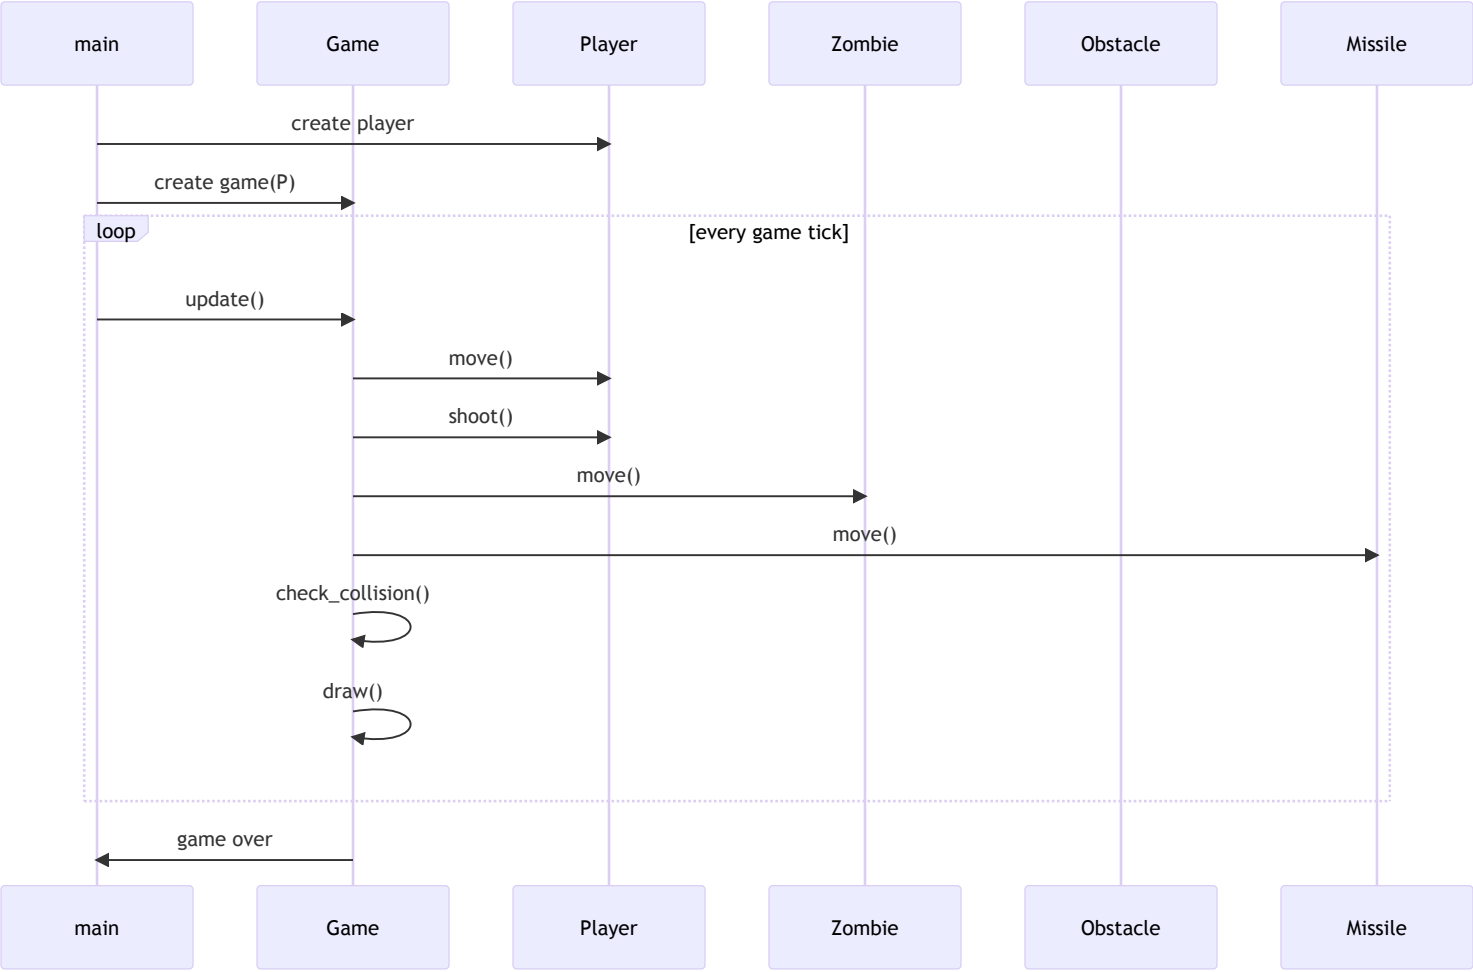 main
Game
Player
Zombie
Obstacle
Missile
create player
create game(P)
loop
[every game tick]
update()
move()
shoot()
move()
move()
check_collision()
draw()
game over
main
Game
Player
Zombie
Obstacle
Missile